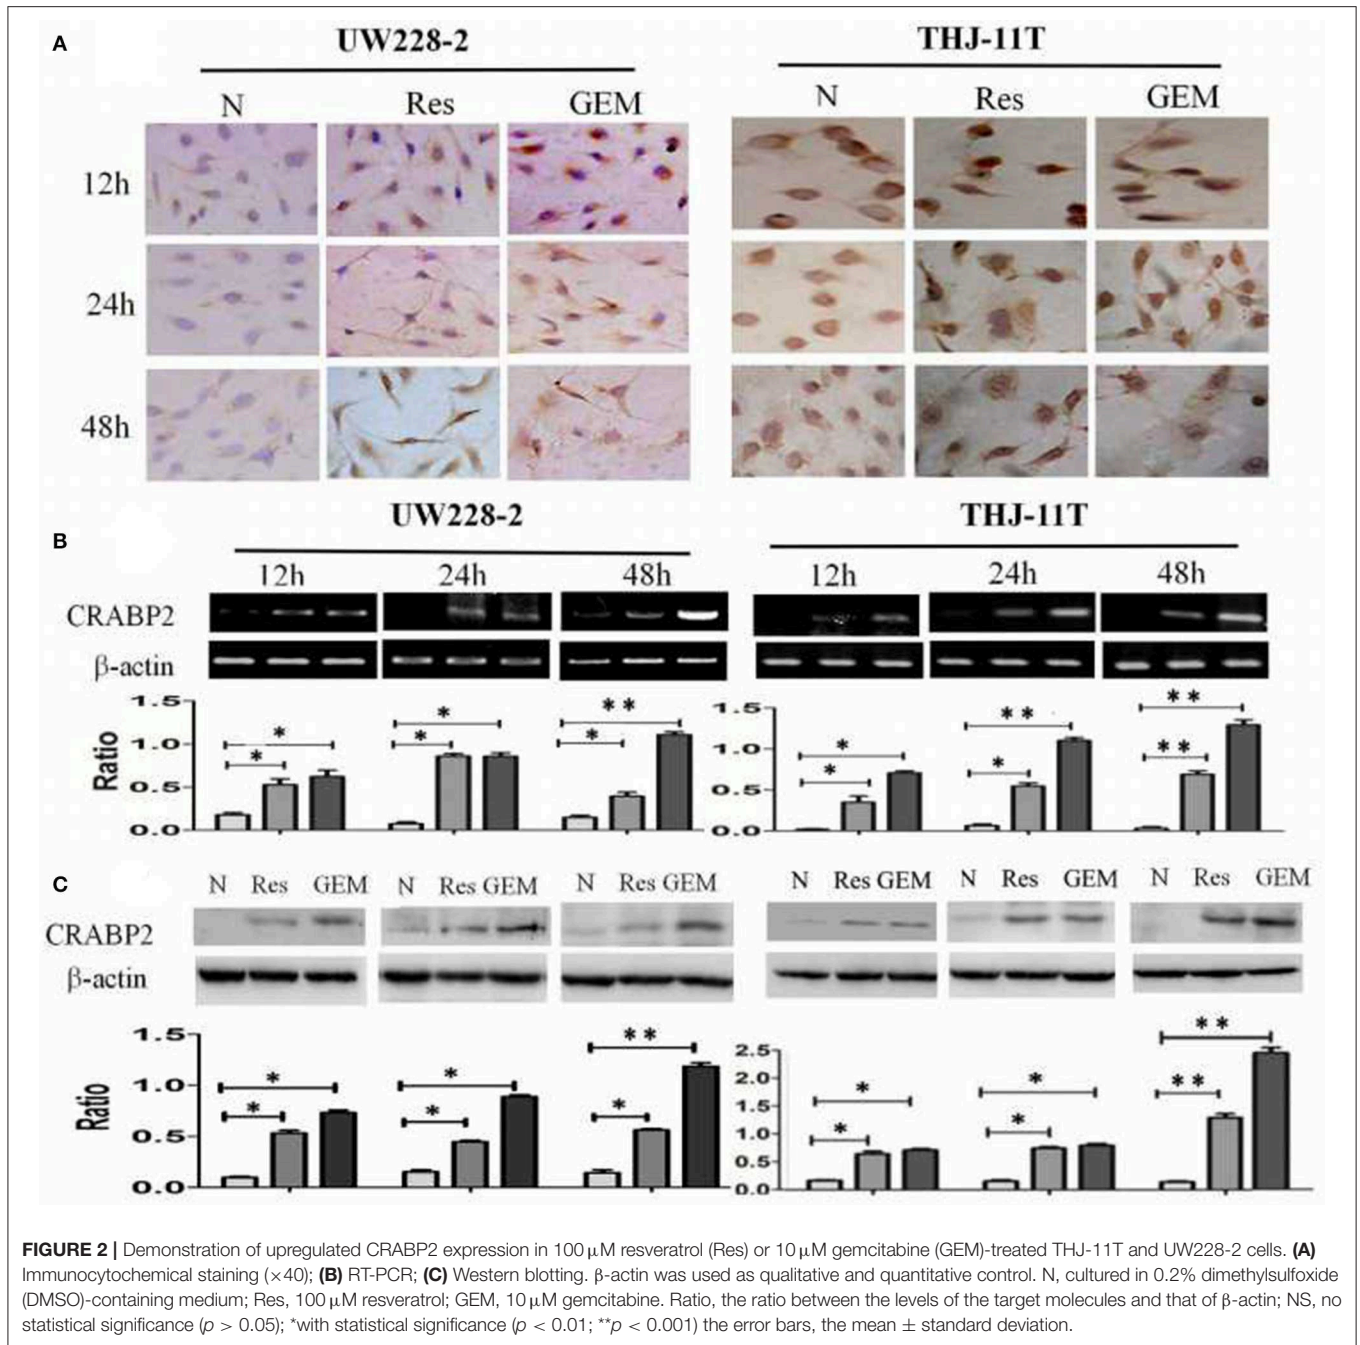 A
UW228-2 THJ-11T
N Res GEM N Res GEM
12h
24h
48h
B
UW228-2 THJ-11T
12h 24h 48h 12h 24h 48h
CRABP2
β-actin
Ratio
1.5
1.0
0.5
0.0
* * * * * **
1.5
1.0
0.5
0.0
* * * ** ** **
C
N Res GEM N Res GEM N Res GEM N Res GEM N Res GEM N Res GEM
CRABP2
β-actin
Ratio
1.5
1.0
0.5
0.0
* * * * * **
2.5
2.0
1.5
1.0
0.5
0.0
* * * * ** **
FIGURE 2 | Demonstration of upregulated CRABP2 expression in 100 μM resveratrol (Res) or 10 μM gemcitabine (GEM)-treated THJ-11T and UW228-2 cells. (A)
Immunocytochemical staining (×40); (B) RT-PCR; (C) Western blotting. β-actin was used as qualitative and quantitative control. N, cultured in 0.2% dimethylsulfoxide
(DMSO)-containing medium; Res, 100 μM resveratrol; GEM, 10 μM gemcitabine. Ratio, the ratio between the levels of the target molecules and that of β-actin; NS, no
statistical significance (p > 0.05); *with statistical significance (p < 0.01; **p < 0.001) the error bars, the mean ± standard deviation.